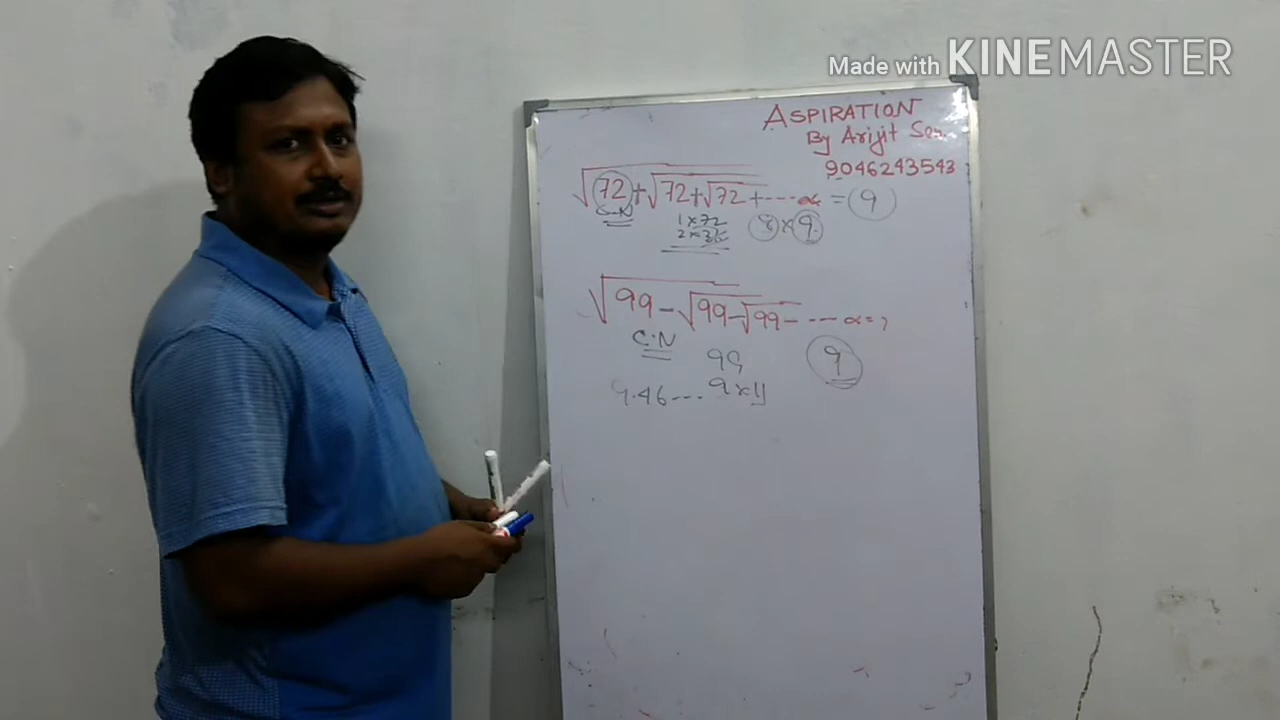 Made with KINEMASTER
ASPIRATION
By Arijit Sen
9046243543
√72+√72+√72+----α = 9
C.N
1×72
2×36
8×9
√99-√99-√99-----α=?
C.N
99
9
9.46--- 9×11